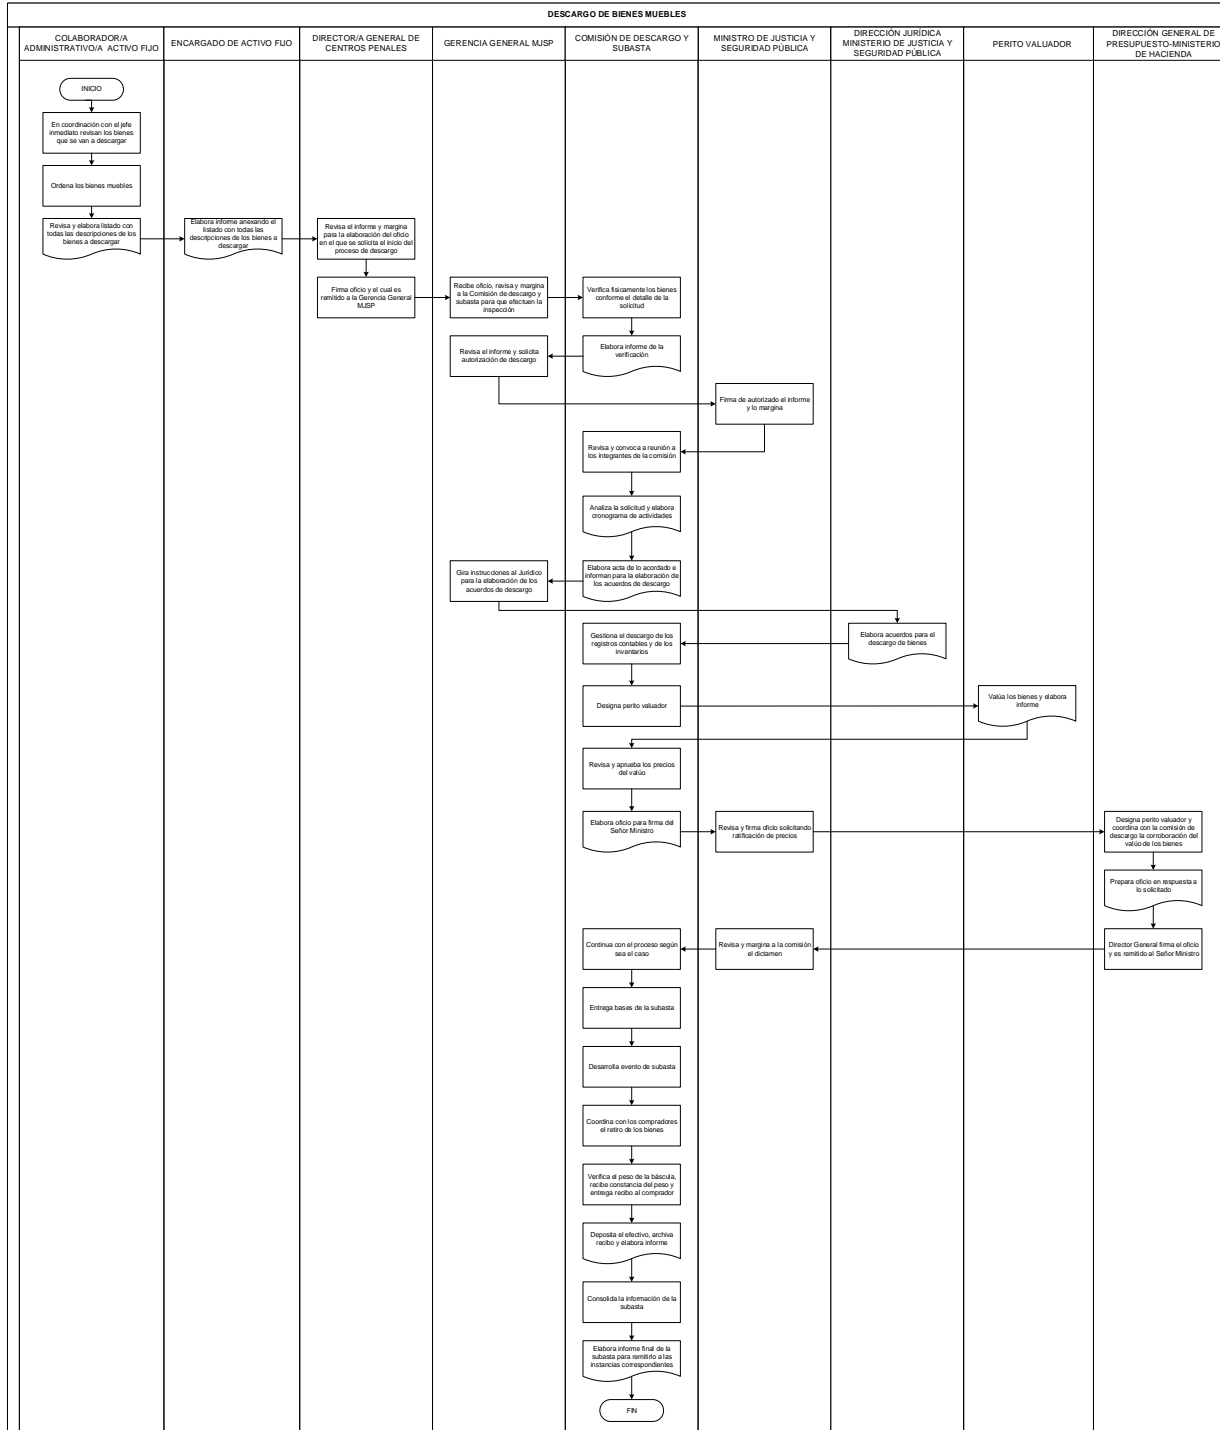 DESCARGO DE BIENES MUEBLES
COLABORADOR/A
ADMINISTRATIVO/A ACTIVO FIJO
ENCARGADO DE ACTIVO FIJO
DIRECTOR/A GENERAL DE
CENTROS PENALES
GERENCIA GENERAL MJSP
COMISIÓN DE DESCARGO Y
SUBASTA
MINISTRO DE JUSTICIA Y
SEGURIDAD PÚBLICA
DIRECCIÓN JURÍDICA
MINISTERIO DE JUSTICIA Y
SEGURIDAD PÚBLICA
PERITO VALUADOR
DIRECCIÓN GENERAL DE
PRESUPUESTO-MINISTERIO
DE HACIENDA
INICIO
En coordinación con el jefe
inmediato revisan los bienes
que se van a descargar
Ordena los bienes muebles
Revisa y elabora listado con
todas las descripciones de los
bienes a descargar
Elabora informe anexando el
listado con todas las
descripciones de los bienes a
descargar
Revisa el informe y margina
para la elaboración del oficio
en el que se solicita el inicio del
proceso de descargo
Firma oficio y el cual es
remitido a la Gerencia General
MJSP
Recibe oficio, revisa y margina
a la Comisión de descargo y
subasta para que efectuen la
inspección
Verifica fisicamente los bienes
conforme el detalle de la
solicitud
Elabora informe de la
verificación
Revisa el informe y solicita
autorización de descargo
Firma de autorizado el informe
y lo margina
Revisa y convoca a reunión a
los integrantes de la comisión
Analiza la solicitud y elabora
cronograma de actividades
Elabora acta de lo acordado e
informan para la elaboración de
los acuerdos de descargo
Gira instrucciones al Jurídico
para la elaboración de los
acuerdos de descargo
Elabora acuerdos para el
descargo de bienes
Gestiona el descargo de los
registros contables y de los
inventarios
Designa perito valuador
Valúa los bienes y elabora
informe
Revisa y aprueba los precios
del valúo
Elabora oficio para firma del
Señor Ministro
Revisa y firma oficio solicitando
ratificación de precios
Designa perito valuador y
coordina con la comisión de
descargo la corroboración del
valúo de los bienes
Prepara oficio en respuesta a
lo solicitado
Director General firma el oficio
y es remitido al Señor Ministro
Revisa y margina a la comisión
el dictamen
Continua con el proceso según
sea el caso
Entrega bases de la subasta
Desarrolla evento de subasta
Coordina con los compradores
el retiro de los bienes
Verifica el peso de la báscula,
recibe constancia del peso y
entrega recibo al comprador
Deposita el efectivo, archiva
recibo y elabora informe
Consolida la información de la
subasta
Elabora informe final de la
subasta para remitirlo a las
instancias correspondientes
FIN